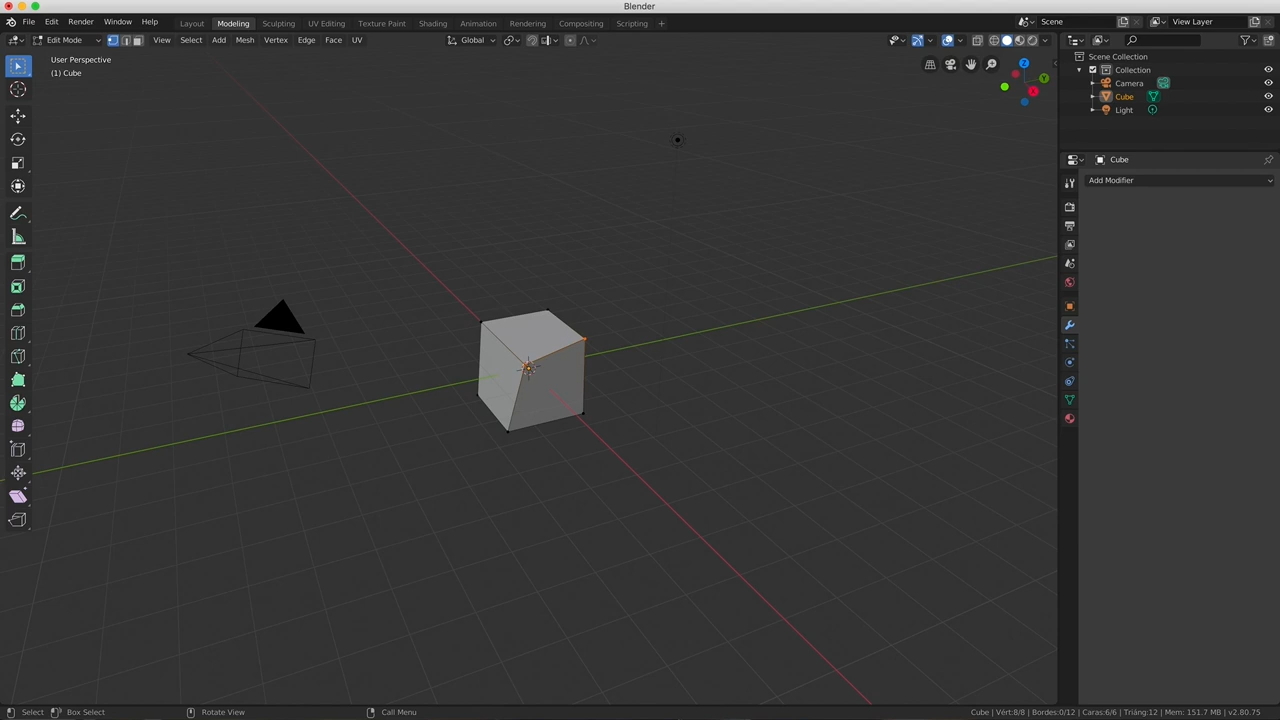 Blender
File Edit Render Window Help Layout Modeling Sculpting UV Editing Texture Paint Shading Animation Rendering Compositing Scripting + Scene View Layer
Edit Mode View Select Add Mesh Vertex Edge Face UV Global
User Perspective
(1) Cube
Z
Y
X
Scene Collection
Collection
Camera
Cube
Light
Cube
Add Modifier
Select Box Select Rotate View Call Menu Cube | Vért:8/8 | Bordes:0/12 | Caras:6/6 | Triáng:12 | Mem: 151.7 MB | v2.80.75